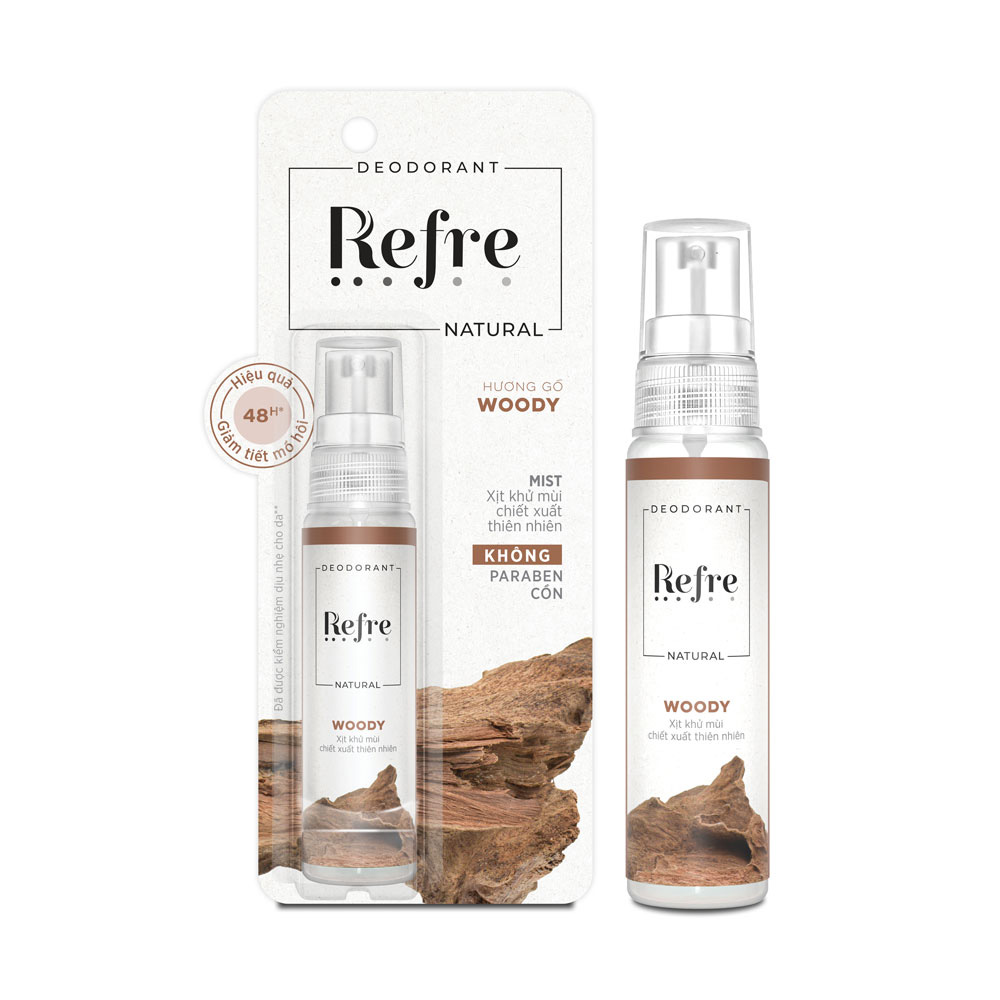 DEODORANT
Refre
NATURAL
HƯƠNG GỖ
WOODY
Hiệu quả
48H*
Giảm tiết mồ hôi
MIST
Xịt khử mùi
chiết xuất
thiên nhiên
KHÔNG
PARABEN
CỒN
Đã được kiểm nghiệm dịu nhẹ cho da**
DEODORANT
Refre
NATURAL
WOODY
Xịt khử mùi
chiết xuất thiên nhiên
DEODORANT
Refre
NATURAL
WOODY
Xịt khử mùi
chiết xuất thiên nhiên